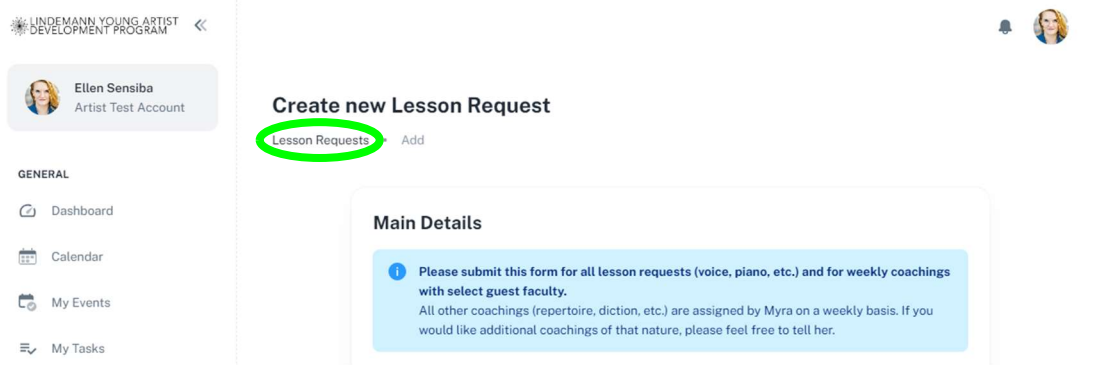 LINDEMANN YOUNG ARTIST
DEVELOPMENT PROGRAM
Ellen Sensiba
Artist Test Account
GENERAL
Dashboard
Calendar
My Events
My Tasks
Create new Lesson Request
Lesson Requests • Add
Main Details
Please submit this form for all lesson requests (voice, piano, etc.) and for weekly coachings
with select guest faculty.
All other coachings (repertoire, diction, etc.) are assigned by Myra on a weekly basis. If you
would like additional coachings of that nature, please feel free to tell her.